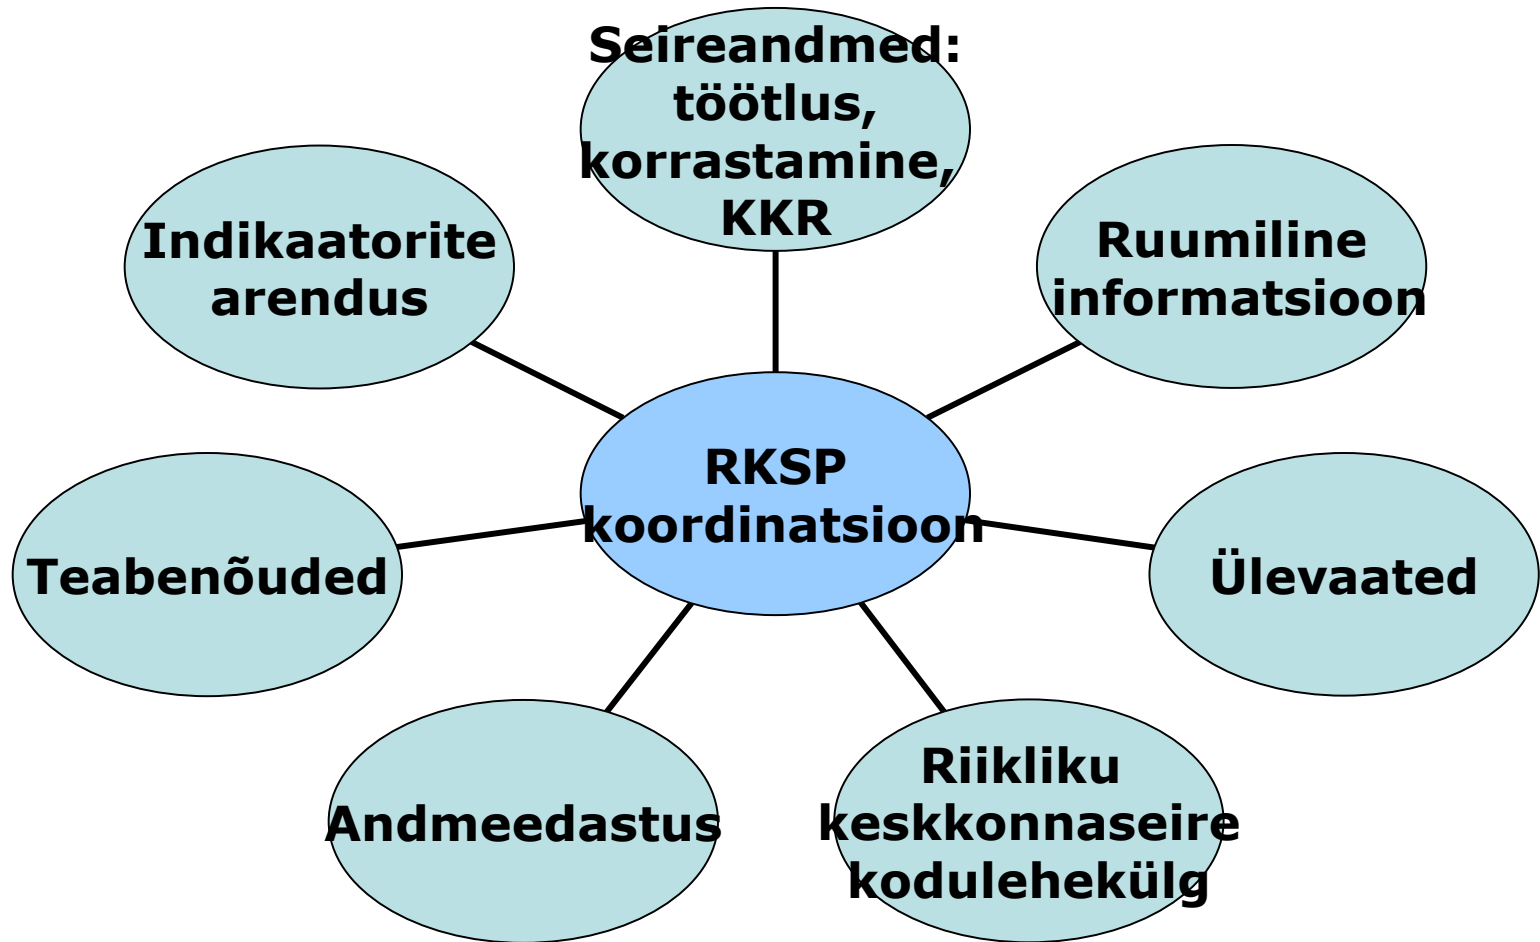 Seireandmed:
töötlus,
korrastamine,
KKR
Indikaatorite
arendus
Ruumiline
informatsioon
RKSP
koordinatsioon
Teabenõuded
Ülevaated
Andmeedastus
Riikliku
keskkonnaseire
kodulehekülg